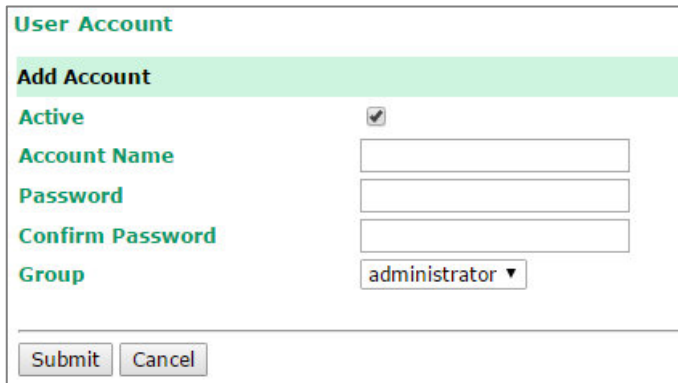 User Account
Add Account
Active
Account Name
Password
Confirm Password
Group administrator
Submit Cancel